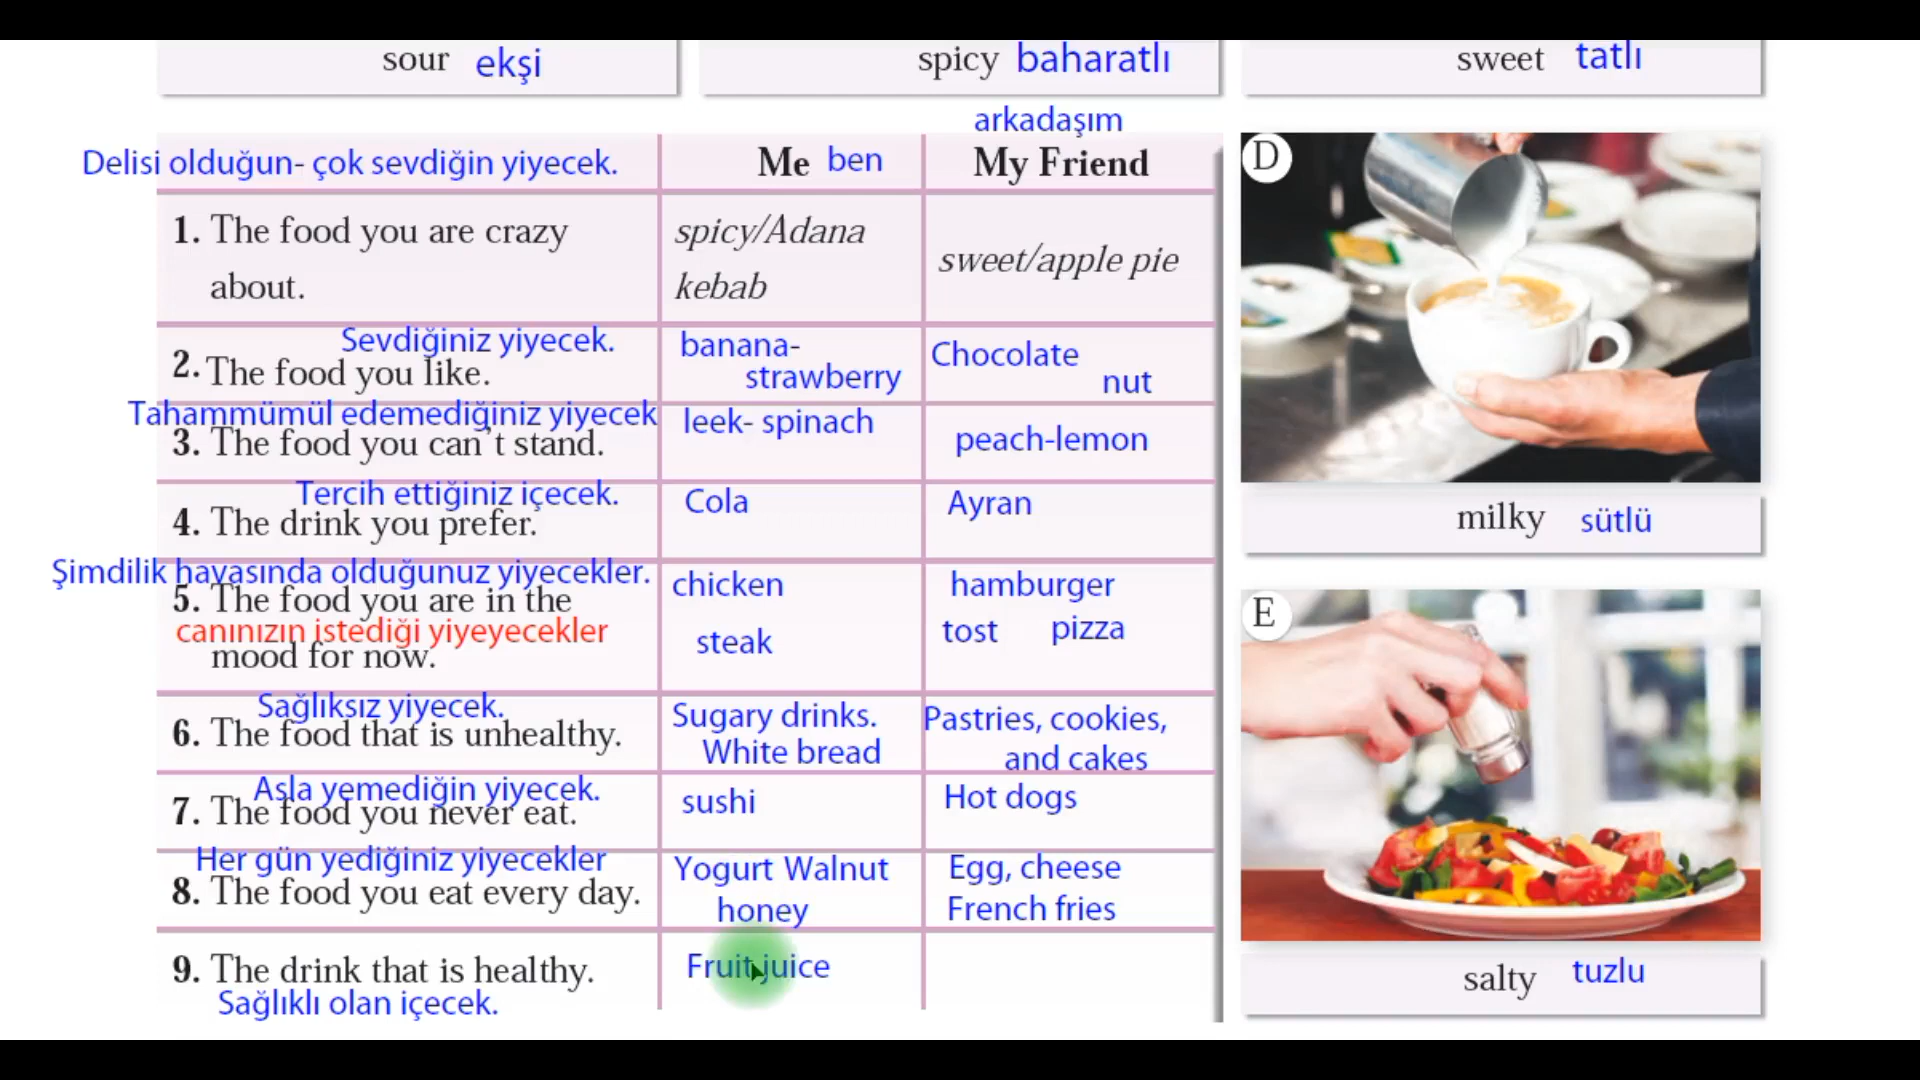 sour ekşi
spicy baharatlı
sweet tatlı
arkadaşım
Delisi olduğun- çok sevdiğin yiyecek.
Me ben
My Friend
1. The food you are crazy
about.
spicy/Adana
kebab
sweet/apple pie
Sevdiğiniz yiyecek.
2. The food you like.
banana-
strawberry
Chocolate
nut
Tahammümül edemediğiniz yiyecek
3. The food you can't stand.
leek- spinach
peach-lemon
Tercih ettiğiniz içecek.
4. The drink you prefer.
Cola
Ayran
Şimdilik havasında olduğunuz yiyecekler.
5. The food you are in the
canınızın istediği yiyeyecekler
mood for now.
chicken
steak
hamburger
tost pizza
Sağlıksız yiyecek.
6. The food that is unhealthy.
Sugary drinks.
White bread
Pastries, cookies,
and cakes
Asla yemediğin yiyecek.
7. The food you never eat.
sushi
Hot dogs
Her gün yediğiniz yiyecekler
8. The food you eat every day.
Yogurt Walnut
honey
Egg, cheese
French fries
9. The drink that is healthy.
Sağlıklı olan içecek.
Fruit juice
D
milky sütlü
E
salty tuzlu